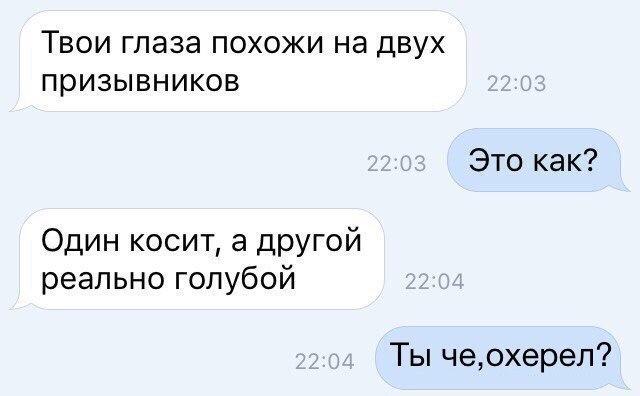 Твои глаза похожи на двух
призывников
22:03
22:03
Это как?
Один косит, а другой
реально голубой
22:04
22:04
Ты че,охерел?